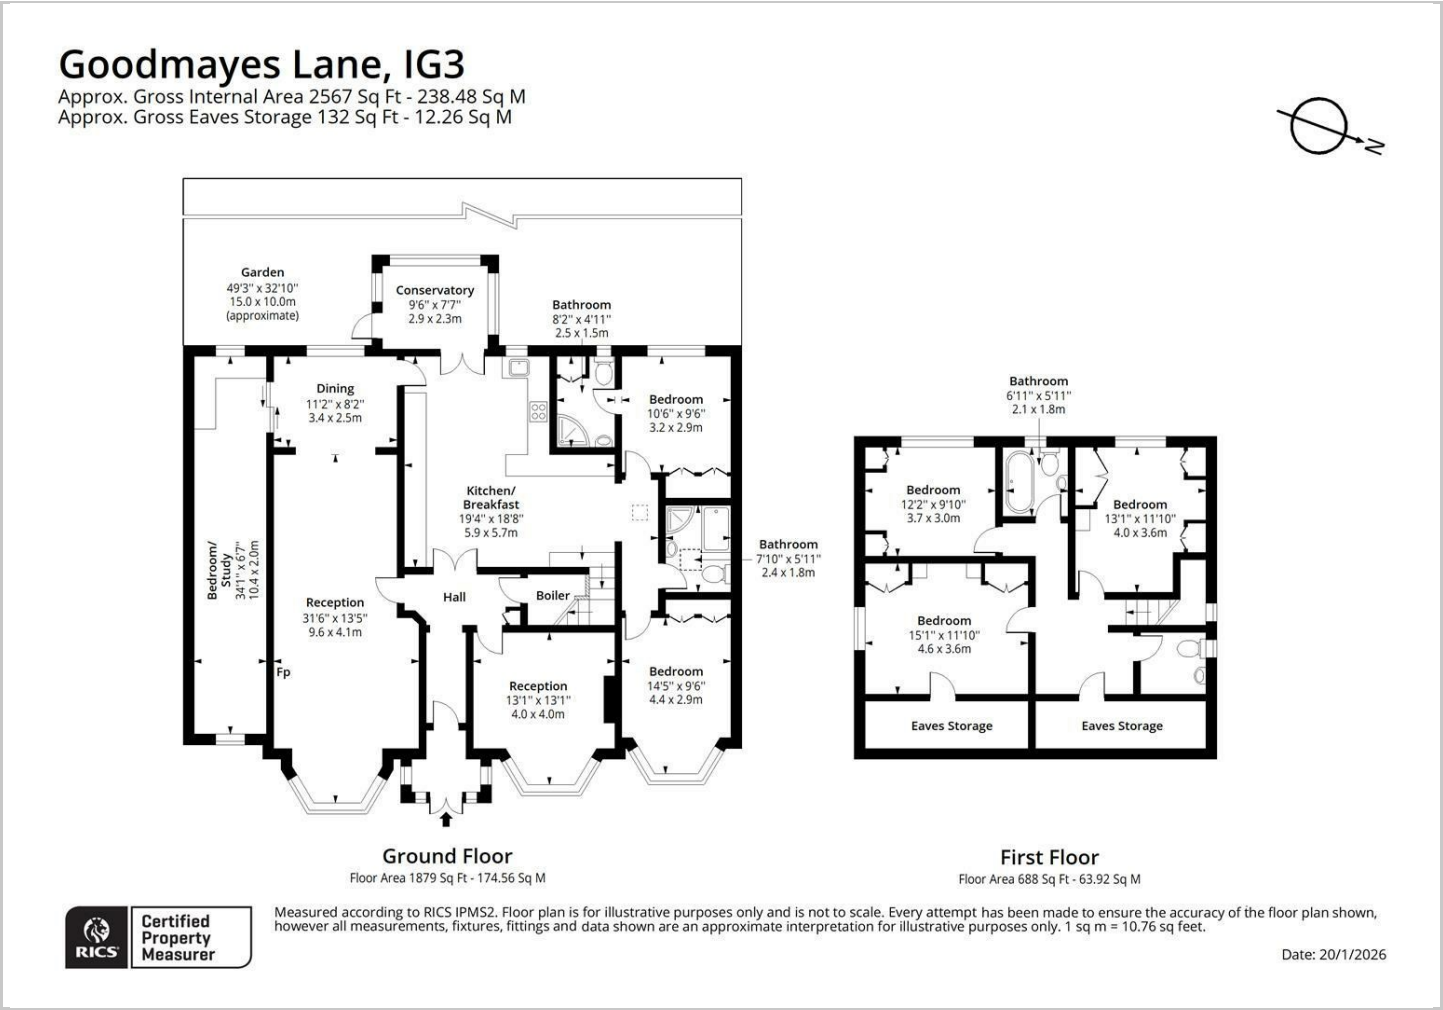 Goodmayes Lane, IG3
Approx. Gross Internal Area 2567 Sq Ft - 238.48 Sq M
Approx. Gross Eaves Storage 132 Sq Ft - 12.26 Sq M
N
Garden
49'3" x 32'10"
15.0 x 10.0m
(approximate)
Conservatory
9'6" x 7'7"
2.9 x 2.3m
Bathroom
8'2" x 4'11"
2.5 x 1.5m
Dining
11'2" x 8'2"
3.4 x 2.5m
Bedroom
10'6" x 9'6"
3.2 x 2.9m
Kitchen/
Breakfast
19'4" x 18'8"
5.9 x 5.7m
Bathroom
7'10" x 5'11"
2.4 x 1.8m
Bedroom/
Study
34'1" x 6'7"
10.4 x 2.0m
Reception
31'6" x 13'5"
9.6 x 4.1m
Hall
Boiler
Fp
Reception
13'1" x 13'1"
4.0 x 4.0m
Bedroom
14'5" x 9'6"
4.4 x 2.9m
Ground Floor
Floor Area 1879 Sq Ft - 174.56 Sq M
Bathroom
6'11" x 5'11"
2.1 x 1.8m
Bedroom
12'2" x 9'10"
3.7 x 3.0m
Bedroom
13'1" x 11'10"
4.0 x 3.6m
Bedroom
15'1" x 11'10"
4.6 x 3.6m
Eaves Storage
Eaves Storage
First Floor
Floor Area 688 Sq Ft - 63.92 Sq M
RICS
Certified
Property
Measurer
Measured according to RICS IPMS2. Floor plan is for illustrative purposes only and is not to scale. Every attempt has been made to ensure the accuracy of the floor plan shown,
however all measurements, fixtures, fittings and data shown are an approximate interpretation for illustrative purposes only. 1 sq m = 10.76 sq feet.
Date: 20/1/2026